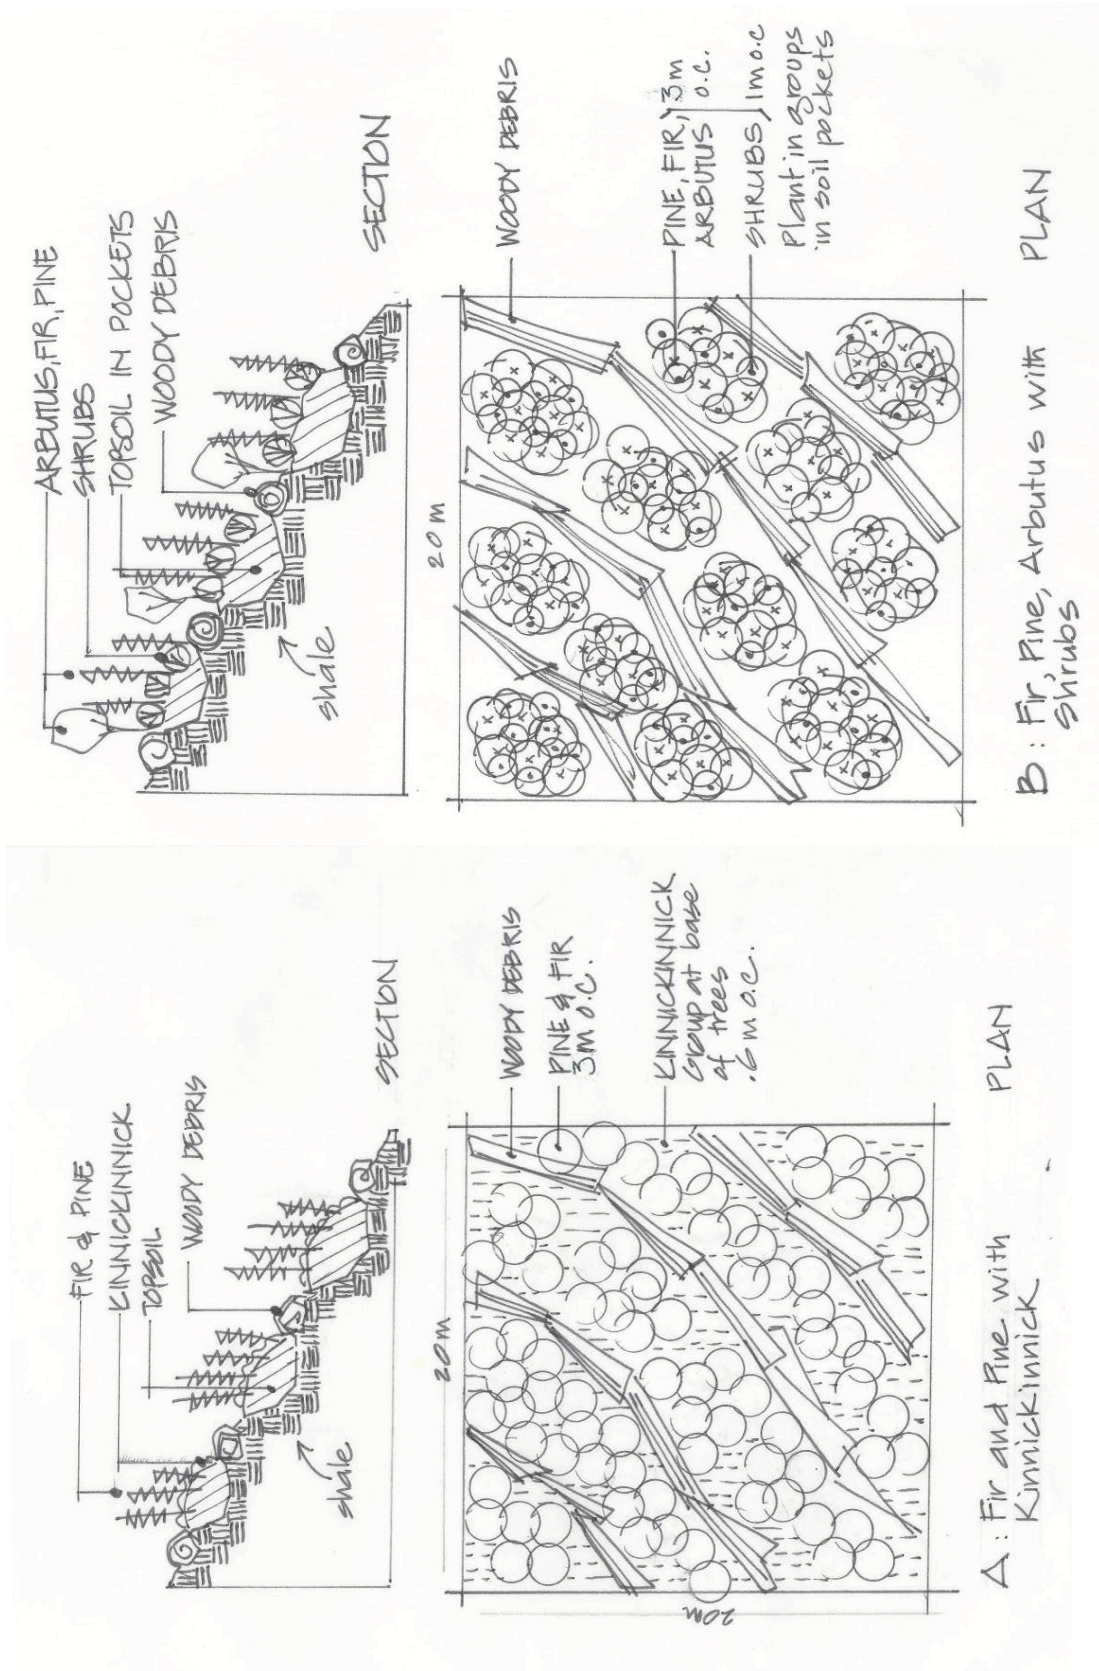 FIR & PINE
KINNICKINNICK
TOPSOIL
WOODY DEBRIS
shale
SECTION
20m
20m
WOODY DEBRIS
PINE & FIR
3m O.C.
KINNICKINNICK
Group at base
of trees
.6m o.c.
A: Fir and Pine with
Kinnickinnick
PLAN
ARBUTUS, FIR, PINE
SHRUBS
TOPSOIL IN POCKETS
WOODY DEBRIS
shale
SECTION
20m
WOODY DEBRIS
PINE, FIR, 3m
ARBUTUS o.c.
SHRUBS 1m o.c
Plant in groups
in soil pockets
B: Fir, Pine, Arbutus with
Shrubs
PLAN